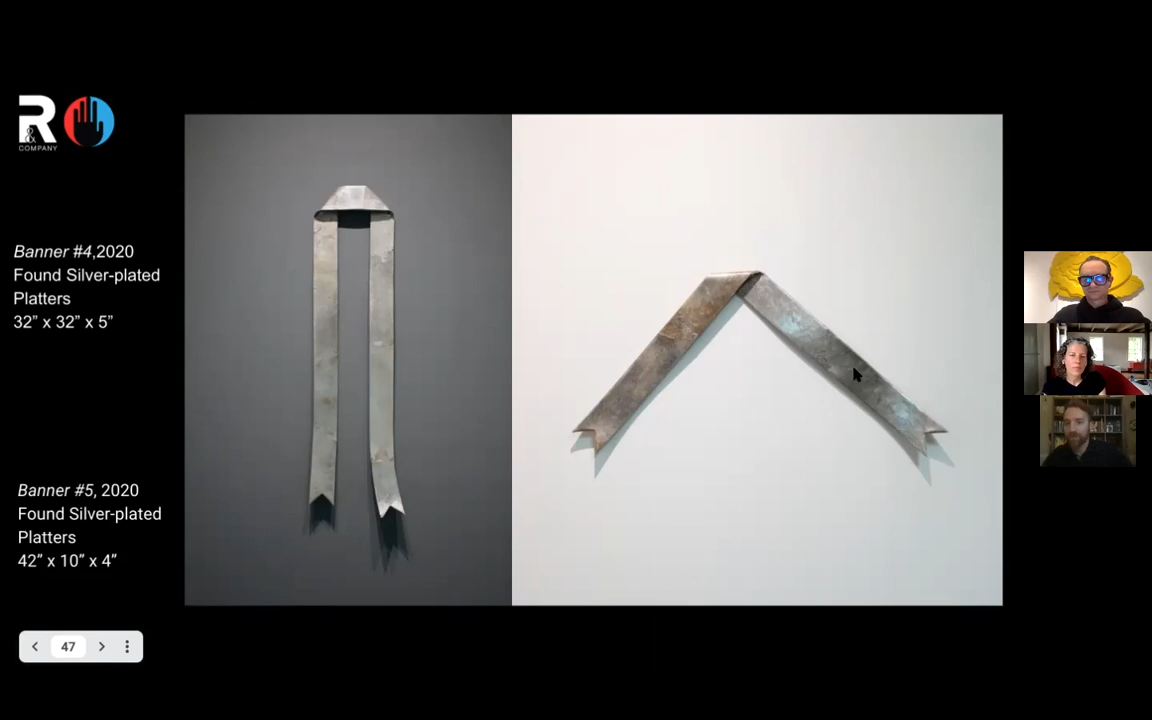 R
&
COMPANY
Banner #4,2020
Found Silver-plated
Platters
32” x 32” x 5”
Banner #5, 2020
Found Silver-plated
Platters
42” x 10” x 4”
47